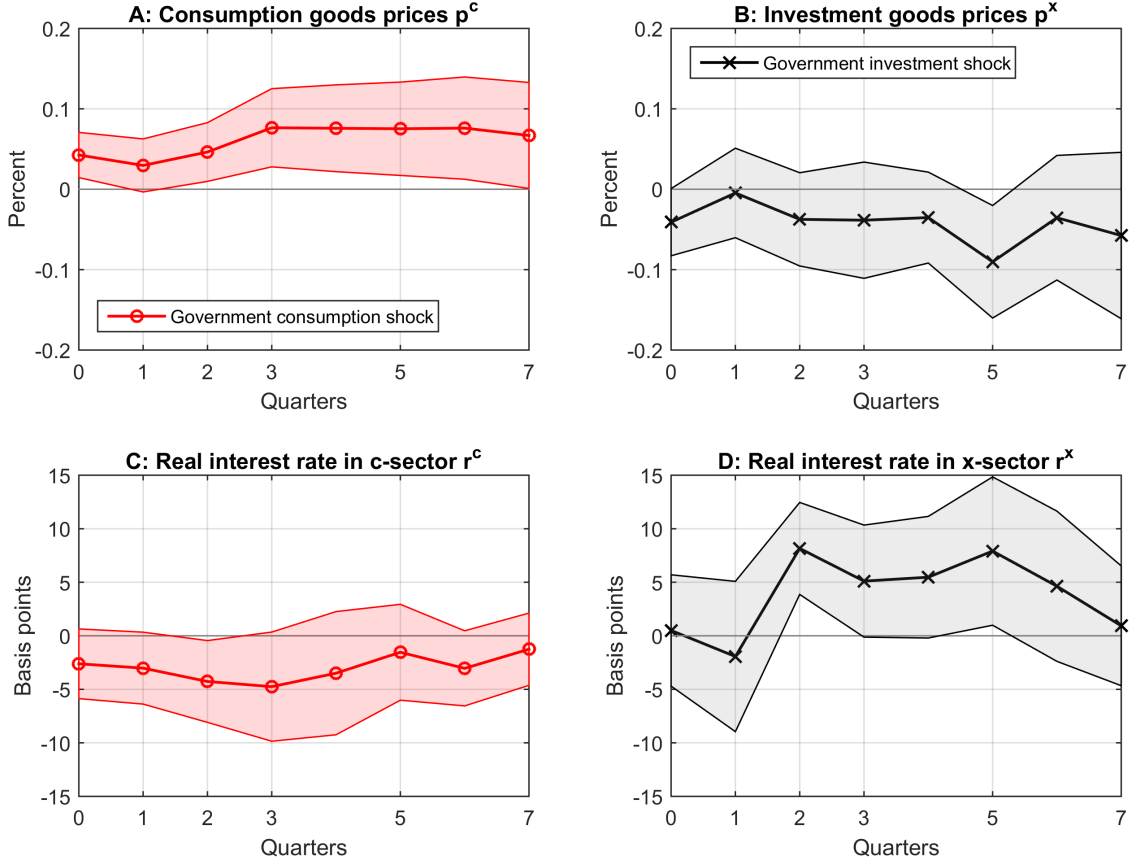 A: Consumption goods prices p^c
0.2
0.1
0
-0.1
-0.2
Percent
Government consumption shock
0 1 2 3 5 7
Quarters
B: Investment goods prices p^x
0.2
0.1
0
-0.1
-0.2
Percent
Government investment shock
0 1 2 3 5 7
Quarters
C: Real interest rate in c-sector r^c
15
10
5
0
-5
-10
-15
Basis points
0 1 2 3 5 7
Quarters
D: Real interest rate in x-sector r^x
15
10
5
0
-5
-10
-15
Basis points
0 1 2 3 5 7
Quarters